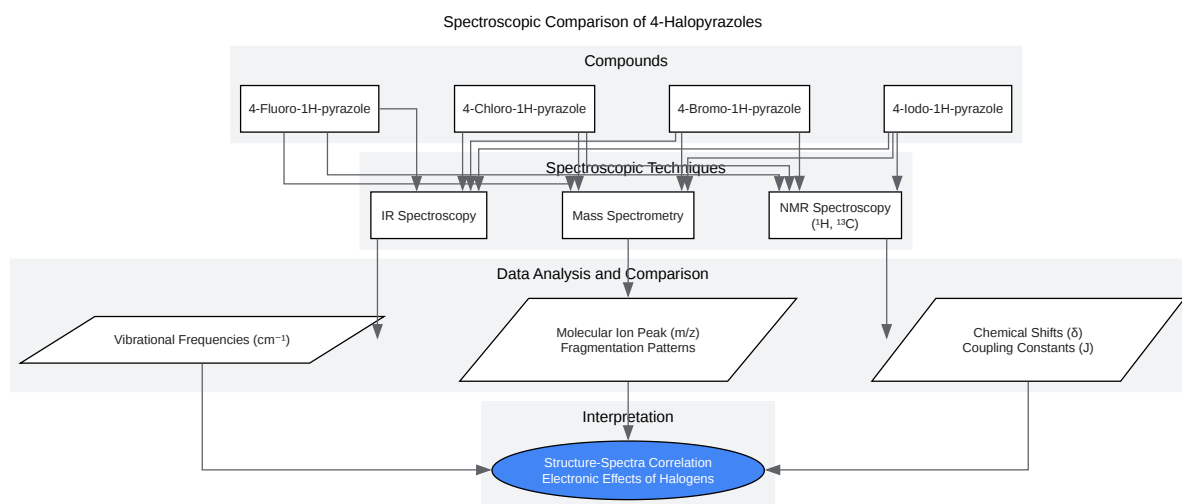 Spectroscopic Comparison of 4-Halopyrazoles
Compounds
4-Fluoro-1H-pyrazole
4-Chloro-1H-pyrazole
4-Bromo-1H-pyrazole
4-Iodo-1H-pyrazole
Spectroscopic Techniques
IR Spectroscopy
Mass Spectrometry
NMR Spectroscopy
(¹H, ¹³C)
Data Analysis and Comparison
Vibrational Frequencies (cm⁻¹)
Molecular Ion Peak (m/z)
Fragmentation Patterns
Chemical Shifts (δ)
Coupling Constants (J)
Interpretation
Structure-Spectra Correlation
Electronic Effects of Halogens